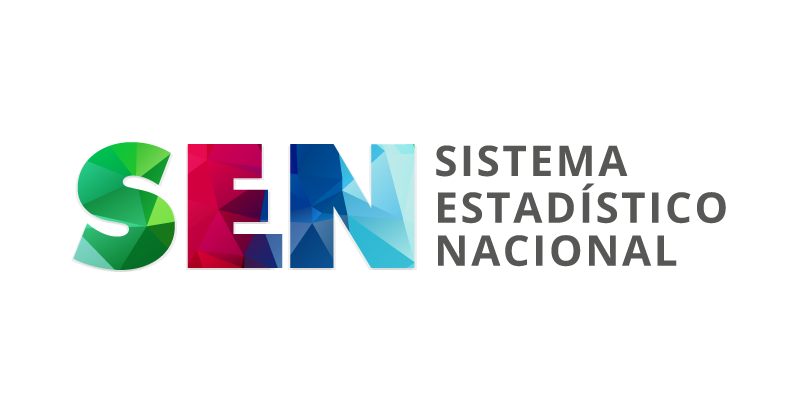 SEN
SISTEMA
ESTADÍSTICO
NACIONAL